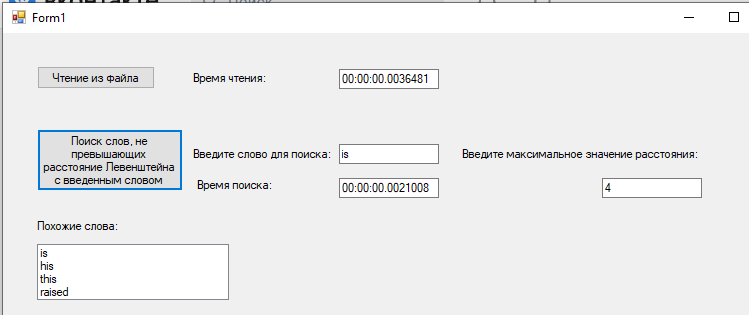 Form1
Чтение из файла
Время чтения:
00:00:00.0036481
Поиск слов, не
превышающих
расстояние Левенштейна
с введенным словом
Введите слово для поиска:
is
Введите максимальное значение расстояния:
Время поиска:
00:00:00.0021008
4
Похожие слова:
is
his
this
raised